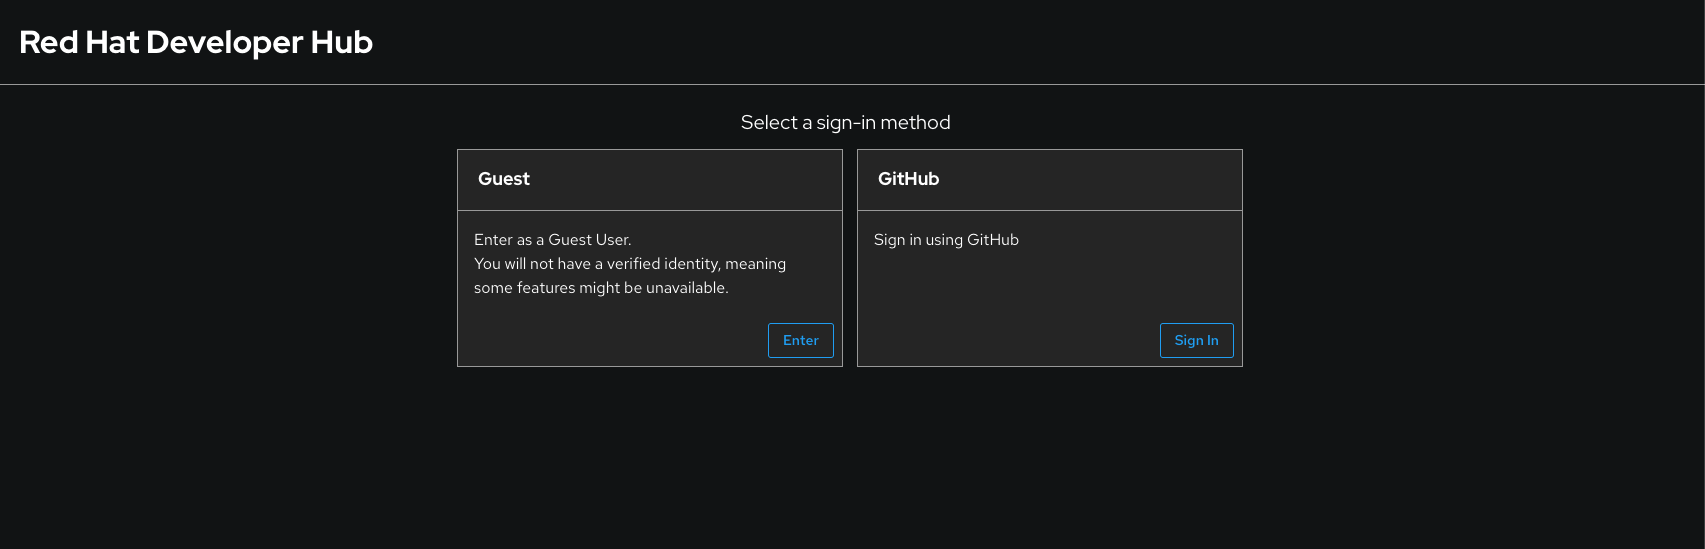 Red Hat Developer Hub
Select a sign-in method
Guest
Enter as a Guest User.
You will not have a verified identity, meaning
some features might be unavailable.
Enter
GitHub
Sign in using GitHub
Sign In